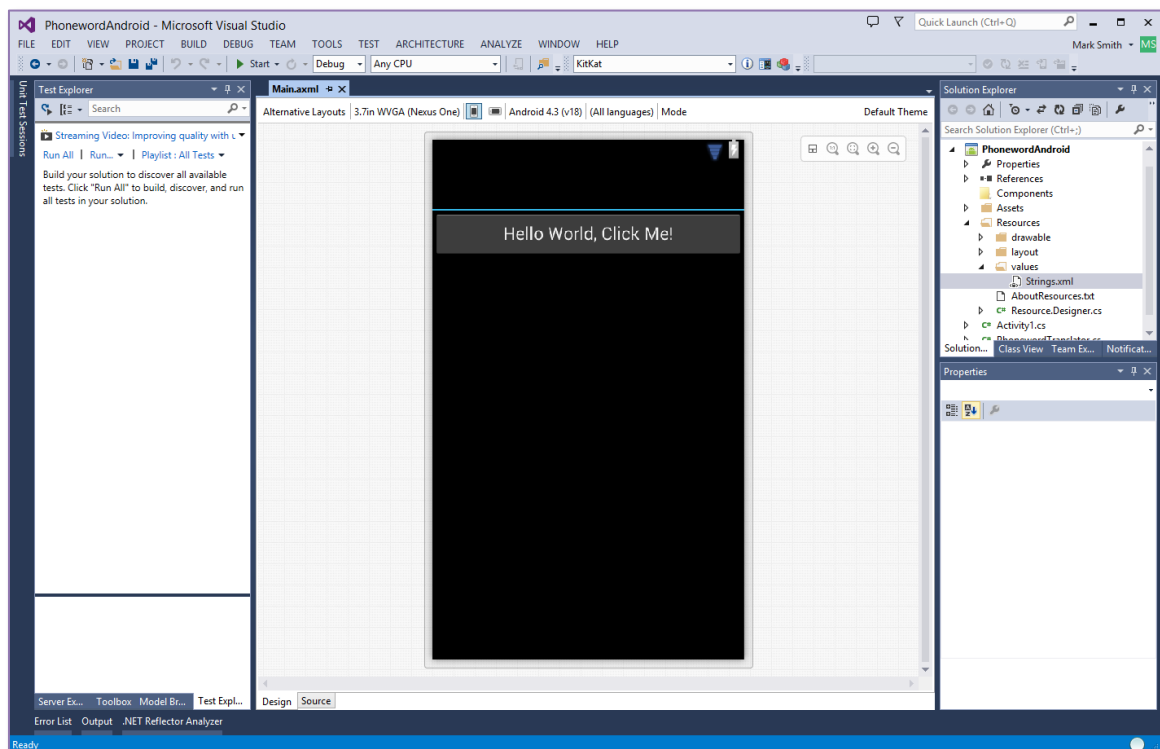 PhonewordAndroid - Microsoft Visual Studio
Quick Launch (Ctrl+Q)
FILE EDIT VIEW PROJECT BUILD DEBUG TEAM TOOLS TEST ARCHITECTURE ANALYZE WINDOW HELP
Mark Smith MS
Start Debug Any CPU KitKat
Unit Test Sessions
Test Explorer
Search
Streaming Video: Improving quality with u
Run All | Run... | Playlist : All Tests
Build your solution to discover all available
tests. Click "Run All" to build, discover, and run
all tests in your solution.
Server Ex... Toolbox Model Br... Test Expl...
Main.axml
Alternative Layouts 3.7in WVGA (Nexus One) Android 4.3 (v18) (All languages) Mode Default Theme
Hello World, Click Me!
Design Source
Solution Explorer
Search Solution Explorer (Ctrl+;)
PhonewordAndroid
Properties
References
Components
Assets
Resources
drawable
layout
values
Strings.xml
AboutResources.txt
C# Resource.Designer.cs
C# Activity1.cs
C# PhonewordTranslator.cs
Solution... Class View Team Ex... Notificat...
Properties
Error List Output .NET Reflector Analyzer
Ready